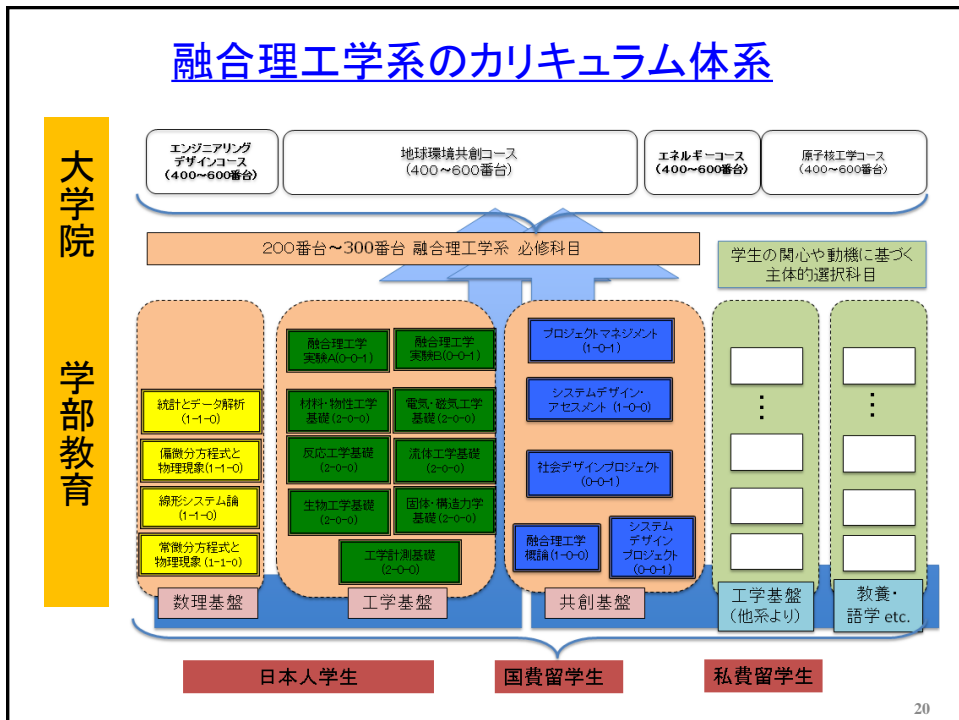 融合理工学系のカリキュラム体系
大学院
学部教育
エンジニアリング
デザインコース
(400～600番台)
地球環境共創コース
(400～600番台)
エネルギーコース
(400～600番台)
原子核工学コース
(400～600番台)
200番台～300番台 融合理工学系 必修科目
学生の関心や動機に基づく
主体的選択科目
統計とデータ解析
(1-1-0)
偏微分方程式と
物理現象(1-1-0)
線形システム論
(1-1-0)
常微分方程式と
物理現象(1-1-0)
数理基盤
融合理工学
実験A(0-0-1)
融合理工学
実験B(0-0-1)
材料・物性工学
基礎(2-0-0)
電気・磁気工学
基礎(2-0-0)
反応工学基礎
(2-0-0)
流体工学基礎
(2-0-0)
生物工学基礎
(2-0-0)
固体・構造力学
基礎(2-0-0)
工学計測基礎
(2-0-0)
工学基盤
プロジェクトマネジメント
(1-0-1)
システムデザイン・
アセスメント(1-0-0)
社会デザインプロジェクト
(0-0-1)
融合理工学
概論(1-0-0)
システム
デザイン
プロジェクト
(0-0-1)
共創基盤
⋮
工学基盤
(他系より)
⋮
教養・
語学 etc.
日本人学生
国費留学生
私費留学生
20